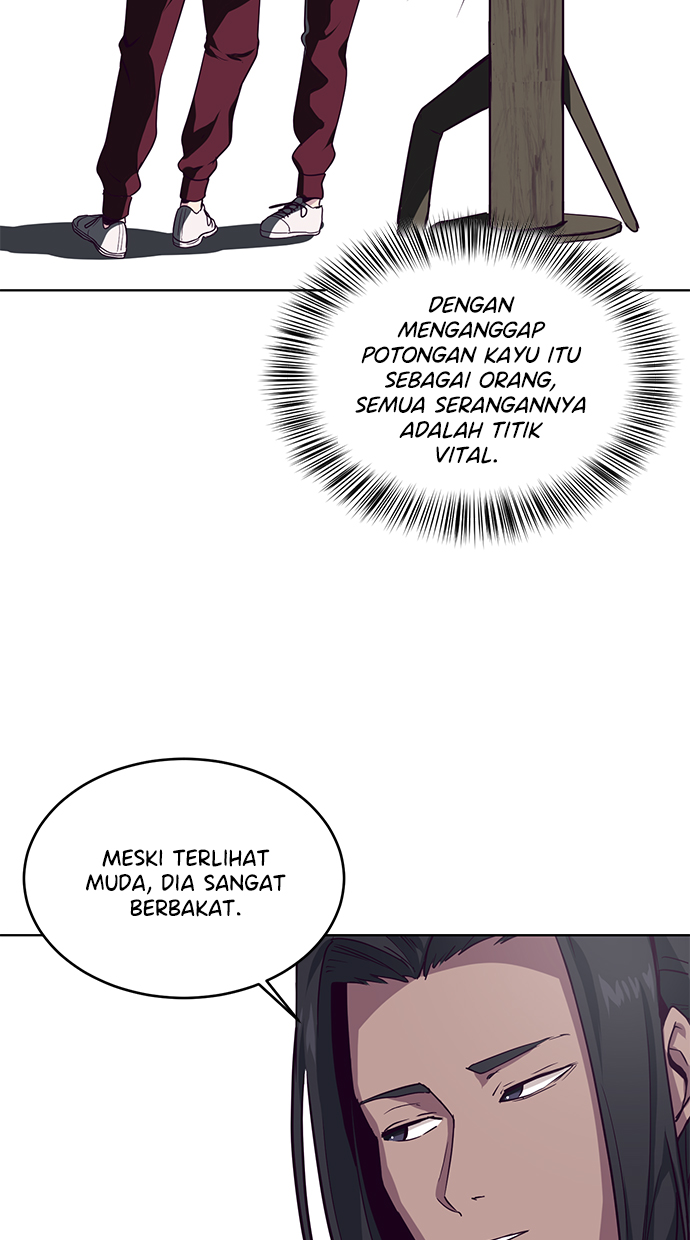 DENGAN
MENGANGGAP
POTONGAN KAYU ITU
SEBAGAI ORANG,
SEMUA SERANGANNYA
ADALAH TITIK
VITAL.
MESKI TERLIHAT
MUDA, DIA SANGAT
BERBAKAT.